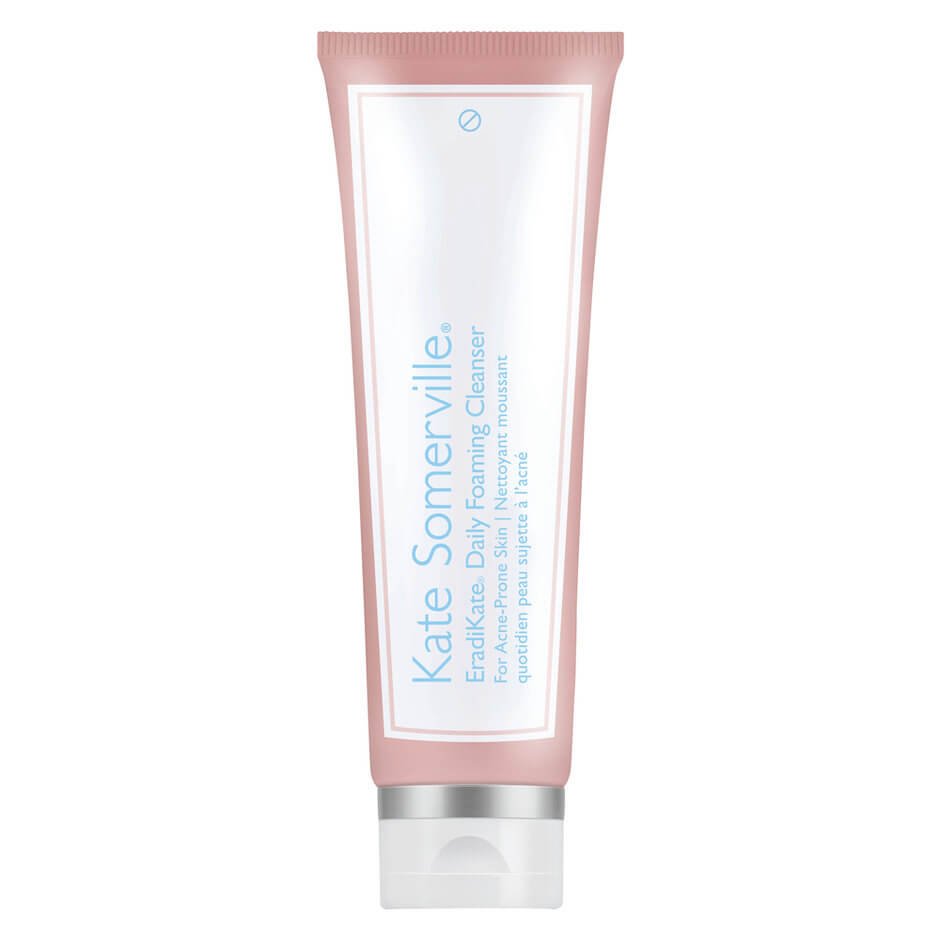 Kate Somerville®
EradiKate® Daily Foaming Cleanser
For Acne-Prone Skin | Nettoyant moussant
quotidien peau sujette à l'acné